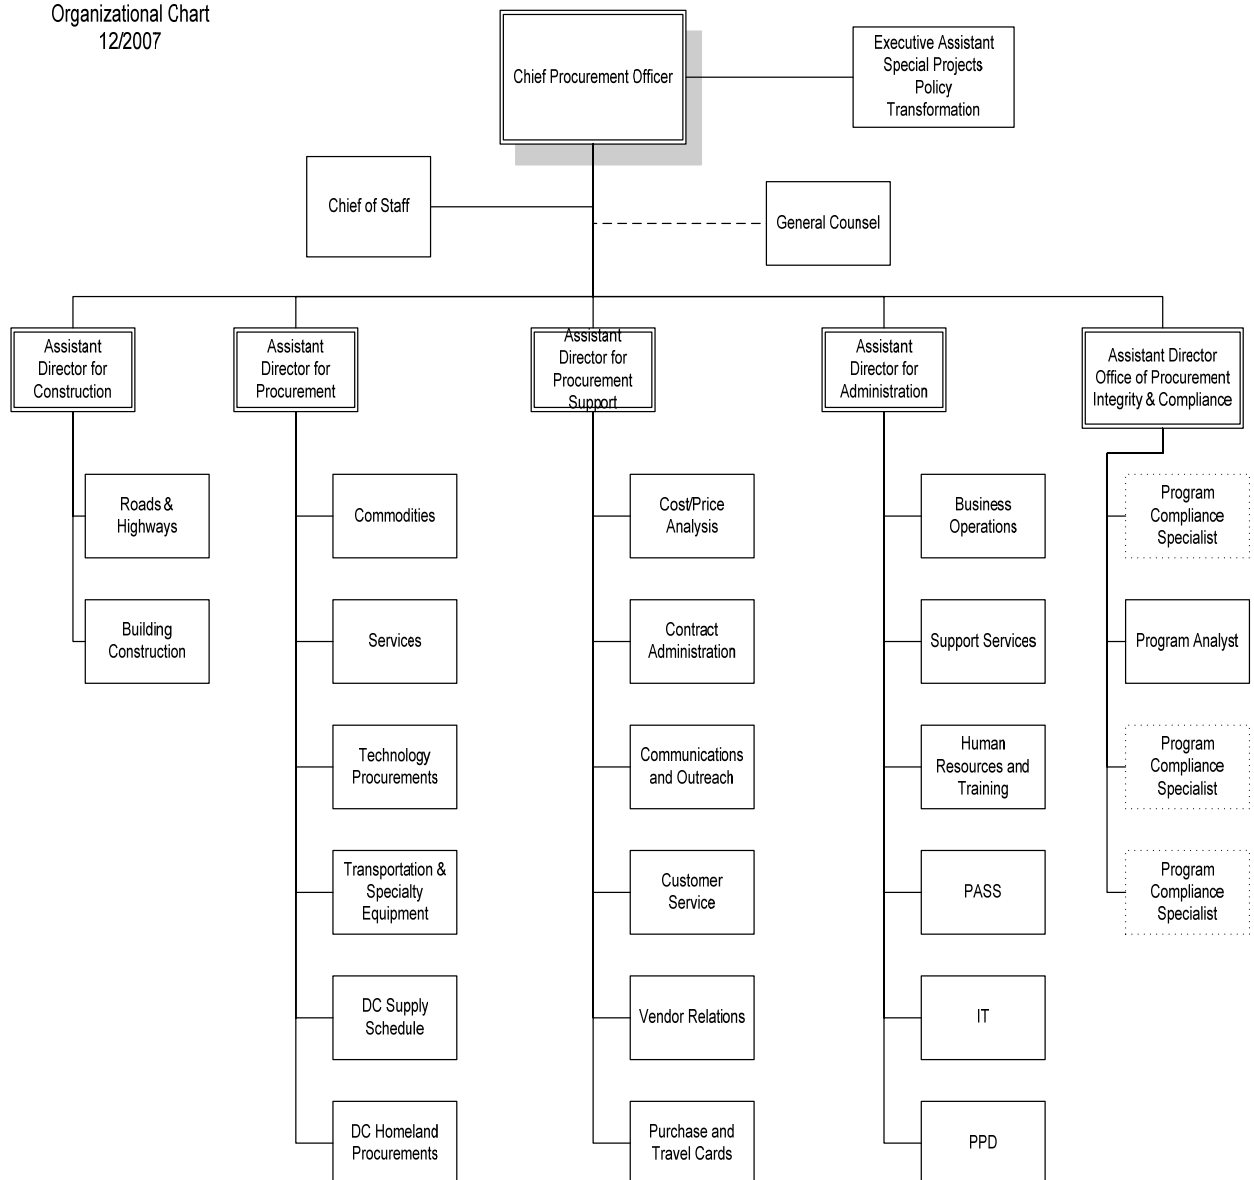 Organizational Chart
12/2007
Chief Procurement Officer
Executive Assistant
Special Projects
Policy
Transformation
Chief of Staff
General Counsel
Assistant
Director for
Construction
Assistant
Director for
Procurement
Assistant
Director for
Procurement
Support
Assistant
Director for
Administration
Assistant Director
Office of Procurement
Integrity & Compliance
Roads &
Highways
Building
Construction
Commodities
Services
Technology
Procurements
Transportation &
Specialty
Equipment
DC Supply
Schedule
DC Homeland
Procurements
Cost/Price
Analysis
Contract
Administration
Communications
and Outreach
Customer
Service
Vendor Relations
Purchase and
Travel Cards
Business
Operations
Support Services
Human
Resources and
Training
PASS
IT
PPD
Program
Compliance
Specialist
Program Analyst
Program
Compliance
Specialist
Program
Compliance
Specialist